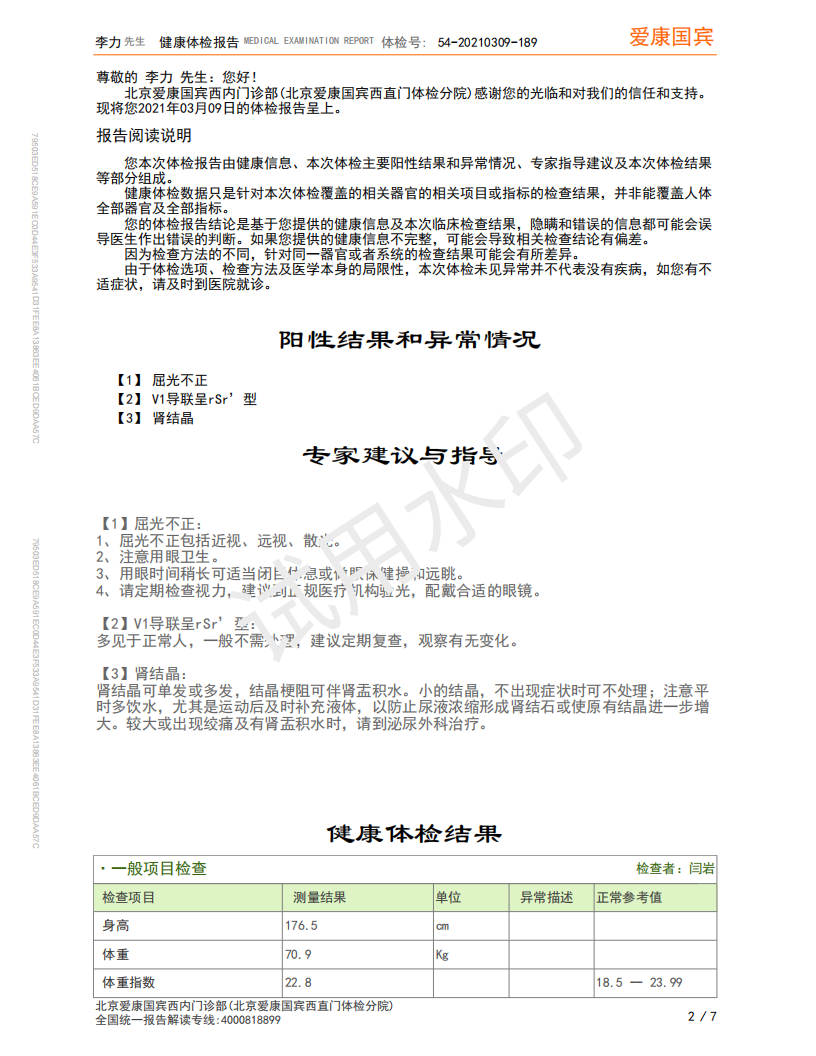 李力 先生 健康体检报告 MEDICAL EXAMINATION REPORT 体检号: 54-20210309-189 爱康国宾
尊敬的 李力 先生: 您好!
北京爱康国宾西内门诊部(北京爱康国宾西直门体检分院)感谢您的光临和对我们的信任和支持。
现将您2021年03月09日的体检报告呈上。
报告阅读说明
您本次体检报告由健康信息、本次体检主要阳性结果和异常情况、专家指导建议及本次体检结果
等部分组成。
健康体检数据只是针对本次体检覆盖的相关器官的相关项目或指标的检查结果, 并非能覆盖人体
全部器官及全部指标。
您的体检报告结论是基于您提供的健康信息及本次临床检查结果, 隐瞒和错误的信息都可能会误
导医生作出错误的判断。如果您提供的健康信息不完整, 可能会导致相关检查结论有偏差。
因为检查方法的不同, 针对同一器官或者系统的检查结果可能会有所差异。
由于体检选项、检查方法及医学本身的局限性, 本次体检未见异常并不代表没有疾病, 如您有不
适症状, 请及时到医院就诊。
阳性结果和异常情况
【1】 屈光不正
【2】 V1导联呈rSr' 型
【3】 肾结晶
专家建议与指导
【1】屈光不正:
1、屈光不正包括近视、远视、散光。
2、注意用眼卫生。
3、用眼时间稍长可适当闭目休息或做眼保健操和远眺。
4、请定期检查视力, 建议到正规医疗机构验光, 配戴合适的眼镜。
【2】V1导联呈rSr' 型:
多见于正常人, 一般不需处理, 建议定期复查, 观察有无变化。
【3】肾结晶:
肾结晶可单发或多发, 结晶梗阻可伴肾盂积水。小的结晶, 不出现症状时可不处理; 注意平
时多饮水, 尤其是运动后及时补充液体, 以防止尿液浓缩形成肾结石或使原有结晶进一步增
大。较大或出现绞痛及有肾盂积水时, 请到泌尿外科治疗。
试用水印
健康体检结果
·一般项目检查 检查者: 闫岩
检查项目 测量结果 单位 异常描述 正常参考值
身高 176.5 cm
体重 70.9 Kg
体重指数 22.8 18.5 — 23.99
北京爱康国宾西内门诊部(北京爱康国宾西直门体检分院)
全国统一报告解读专线:4000818899
2 / 7